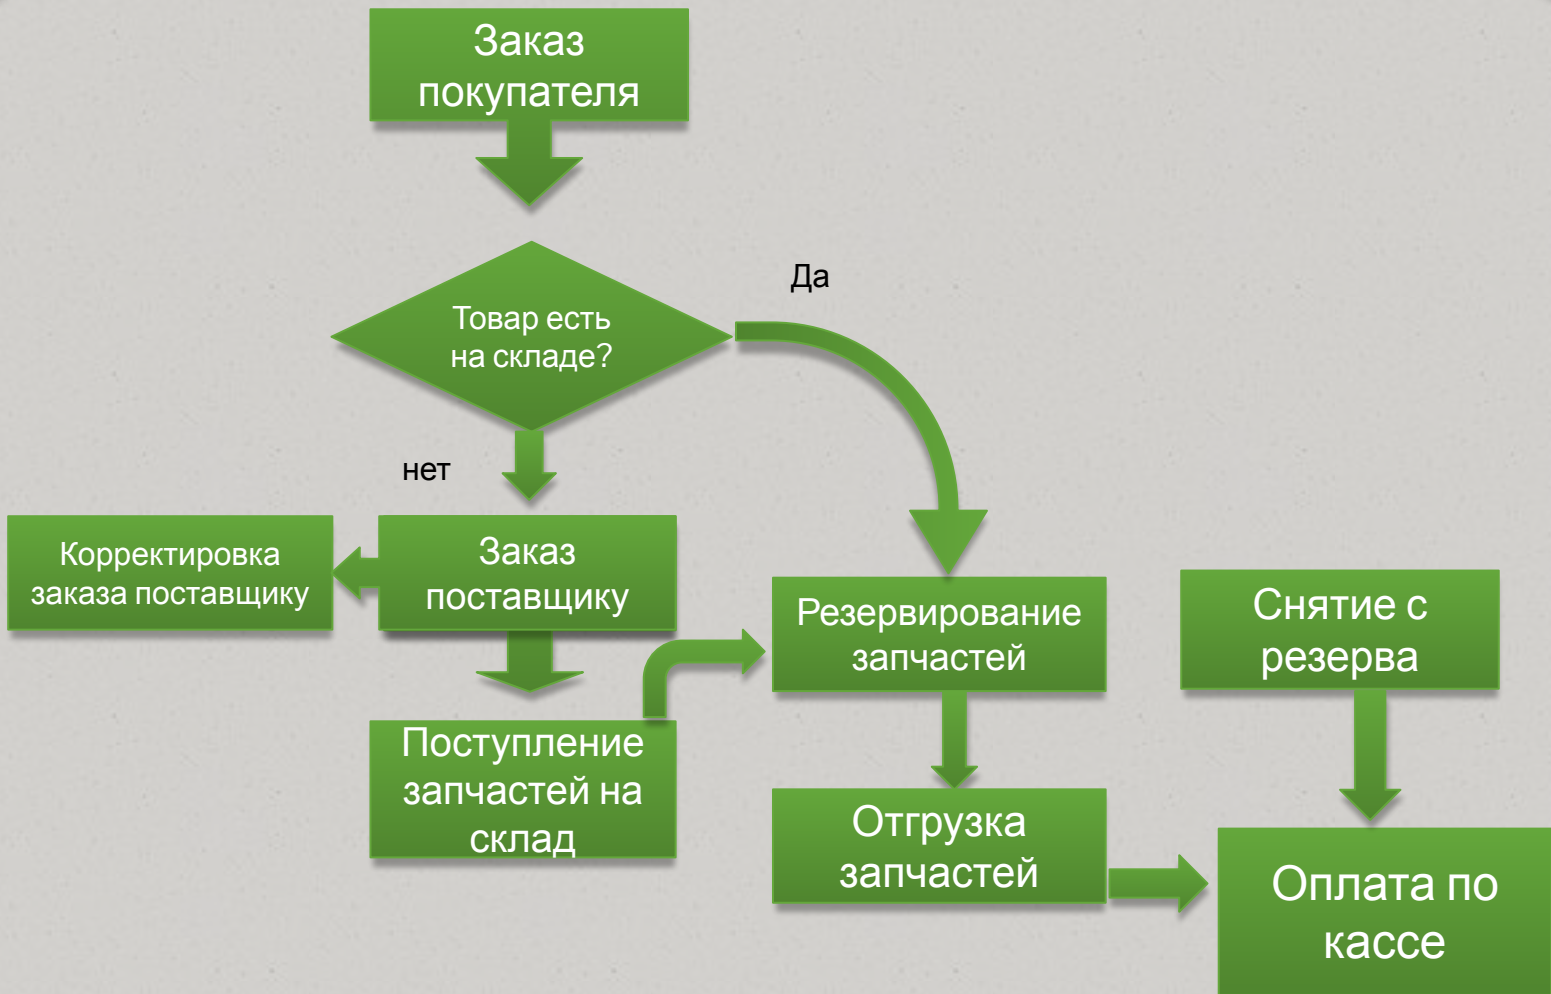 Заказ
покупателя
Да
Товар есть
на складе?
нет
Корректировка
заказа поставщику
Заказ
поставщику
Резервирование
запчастей
Снятие с
резерва
Поступление
запчастей на
склад
Отгрузка
запчастей
Оплата по
кассе